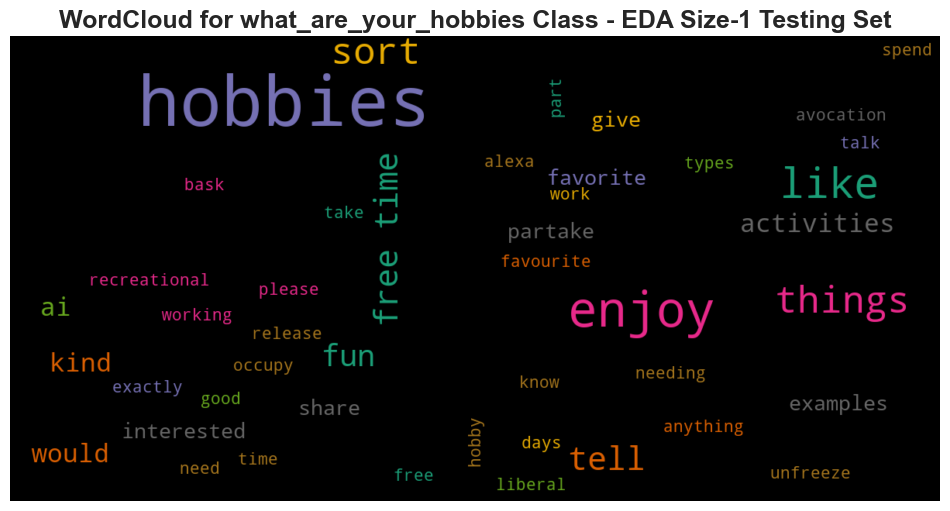 WordCloud for what_are_your_hobbies Class - EDA Size-1 Testing Set
sort
spend
hobbies
part
give
avocation
talk
alexa
types
favorite
bask
work
like
take
free time
activities
partake
favourite
recreational
please
ai
enjoy
things
working
release
fun
kind
occupy
know
needing
exactly
good
share
examples
interested
anything
hobby
days
would
time
tell
need
free
unfreeze
liberal